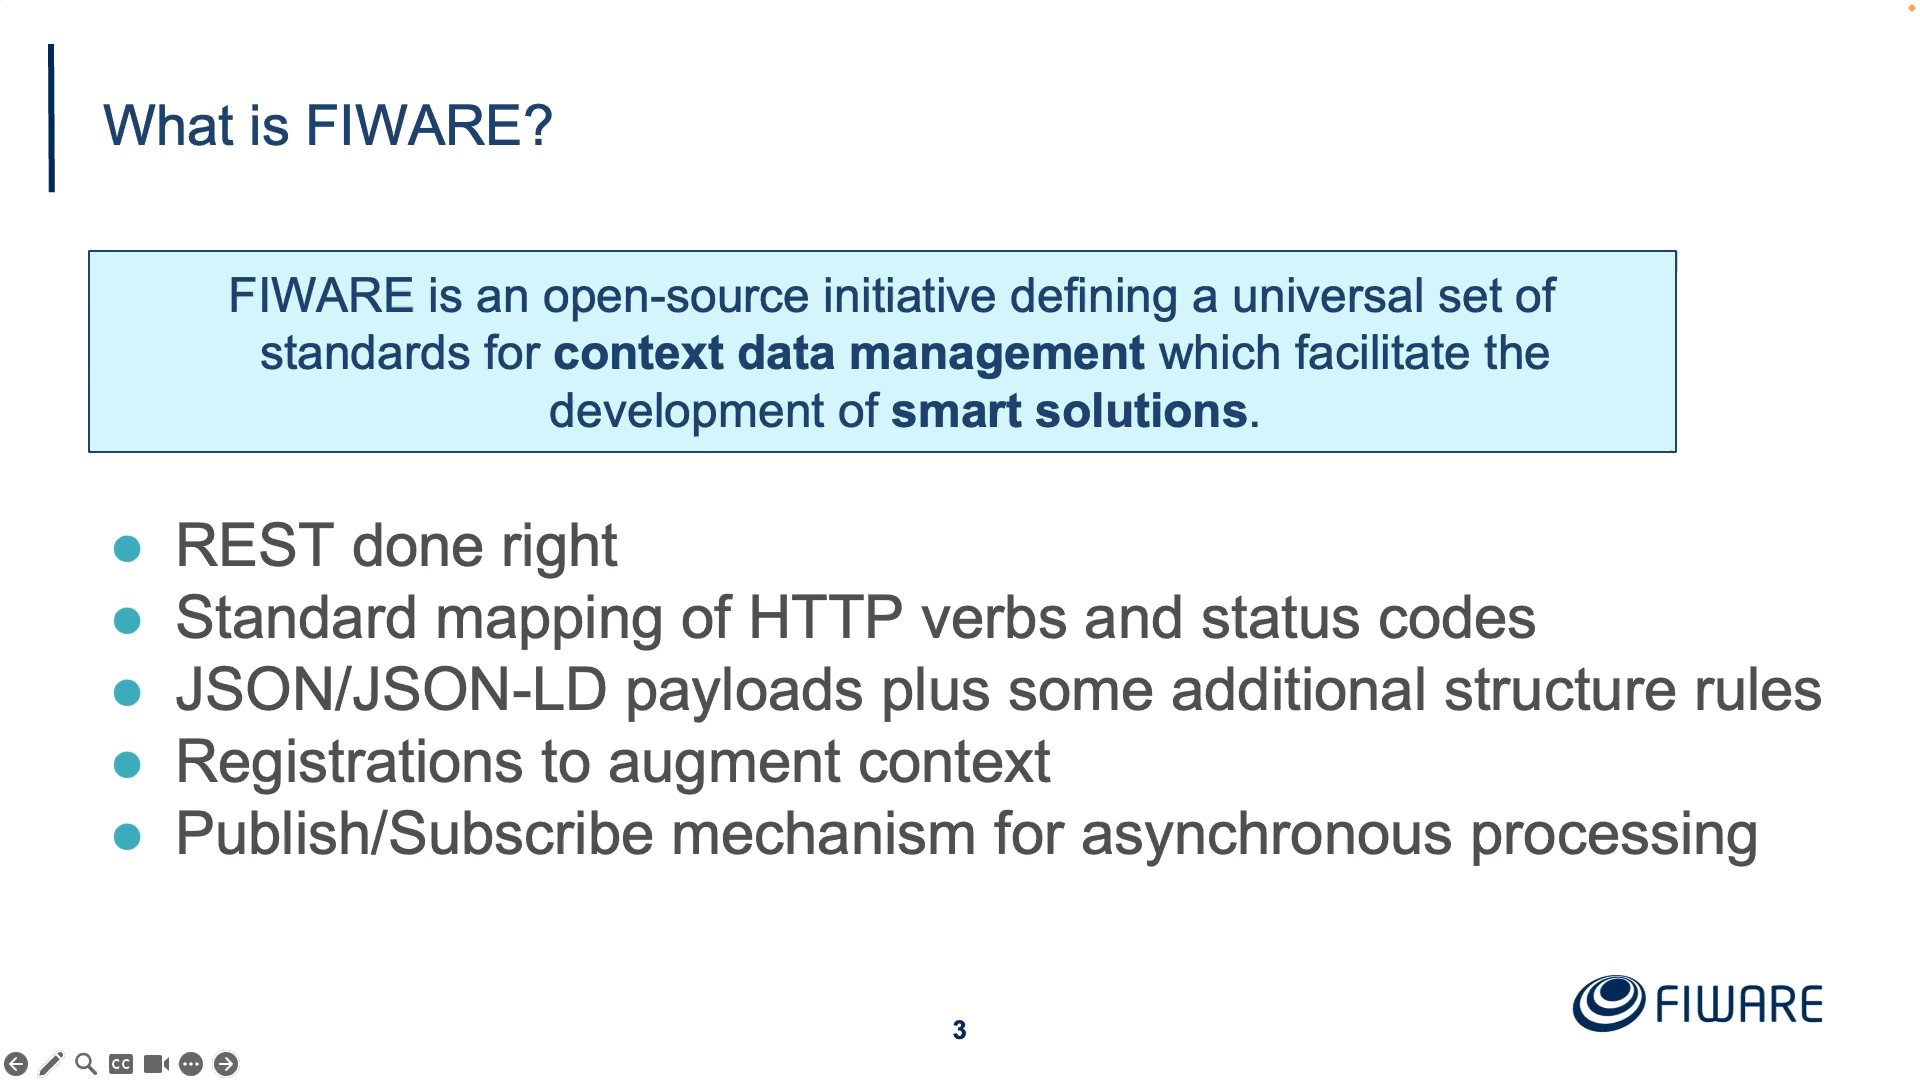 What is FIWARE?
FIWARE is an open-source initiative defining a universal set of
standards for context data management which facilitate the
development of smart solutions.
REST done right
Standard mapping of HTTP verbs and status codes
JSON/JSON-LD payloads plus some additional structure rules
Registrations to augment context
Publish/Subscribe mechanism for asynchronous processing
FIWARE
3
CC